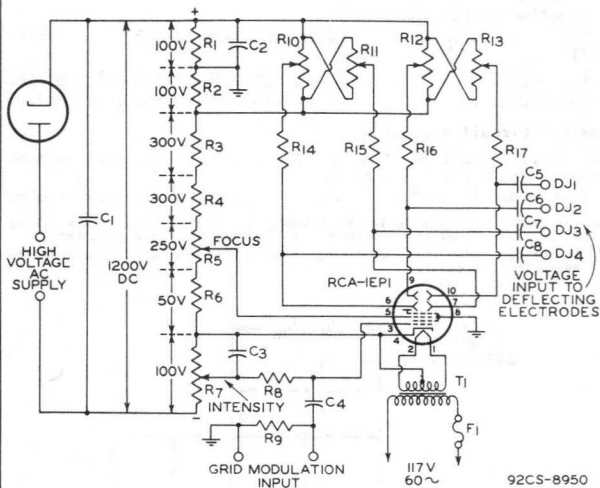 +
100V R1 C2
R10 R11 R12 R13
100V R2
300V R3
R14 R15 R16 R17
300V R4
C1
C5 DJ1
C6 DJ2
C7 DJ3
C8 DJ4
HIGH
VOLTAGE
AC
SUPPLY
1200V
DC
250V R5 FOCUS
RCA-1EP1
VOLTAGE
INPUT TO
DEFLECTING
ELECTRODES
50V R6
9
10
6 7
5 8
3
4
2 1
C3
100V R7
R8
INTENSITY
C4
T1
−
R9
F1
GRID MODULATION
INPUT
117V
60~
92CS-8950